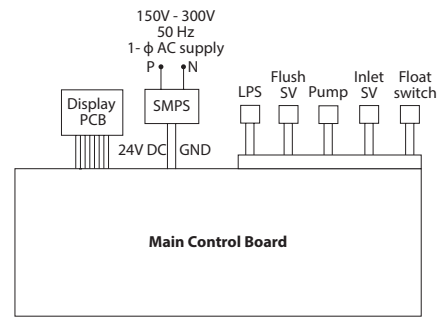 150V - 300V
50 Hz
1- ϕ AC supply
P N
Display
PCB
SMPS
LPS
Flush
SV
Pump
Inlet
SV
Float
switch
24V DC GND
Main Control Board